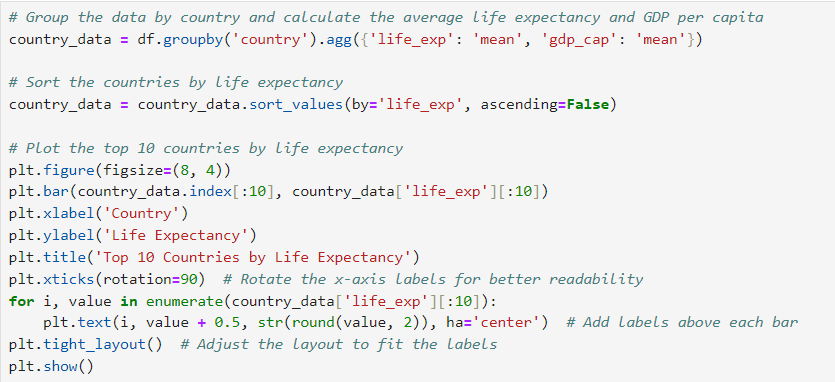 # Group the data by country and calculate the average life expectancy and GDP per capita
country_data = df.groupby('country').agg({'life_exp': 'mean', 'gdp_cap': 'mean'})
# Sort the countries by life expectancy
country_data = country_data.sort_values(by='life_exp', ascending=False)
# Plot the top 10 countries by life expectancy
plt.figure(figsize=(8, 4))
plt.bar(country_data.index[:10], country_data['life_exp'][:10])
plt.xlabel('Country')
plt.ylabel('Life Expectancy')
plt.title('Top 10 Countries by Life Expectancy')
plt.xticks(rotation=90)  # Rotate the x-axis labels for better readability
for i, value in enumerate(country_data['life_exp'][:10]):
    plt.text(i, value + 0.5, str(round(value, 2)), ha='center')  # Add labels above each bar
plt.tight_layout()  # Adjust the layout to fit the labels
plt.show()